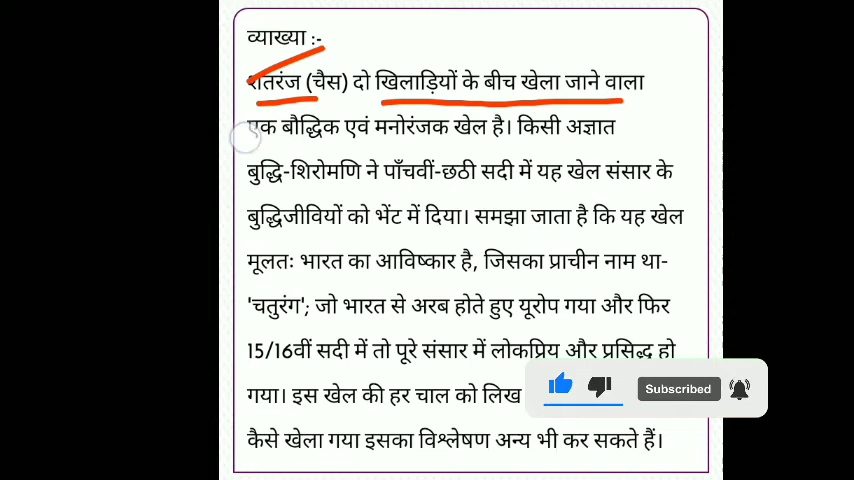 व्याख्या :-
शतरंज (चैस) दो खिलाड़ियों के बीच खेला जाने वाला
एक बौद्धिक एवं मनोरंजक खेल है। किसी अज्ञात
बुद्धि-शिरोमणि ने पाँचवीं-छठी सदी में यह खेल संसार के
बुद्धिजीवियों को भेंट में दिया। समझा जाता है कि यह खेल
मूलतः भारत का आविष्कार है, जिसका प्राचीन नाम था-
'चतुरंग'; जो भारत से अरब होते हुए यूरोप गया और फिर
15/16वीं सदी में तो पूरे संसार में लोकप्रिय और प्रसिद्ध हो
गया। इस खेल की हर चाल को लिख
Subscribed
कैसे खेला गया इसका विश्लेषण अन्य भी कर सकते हैं।